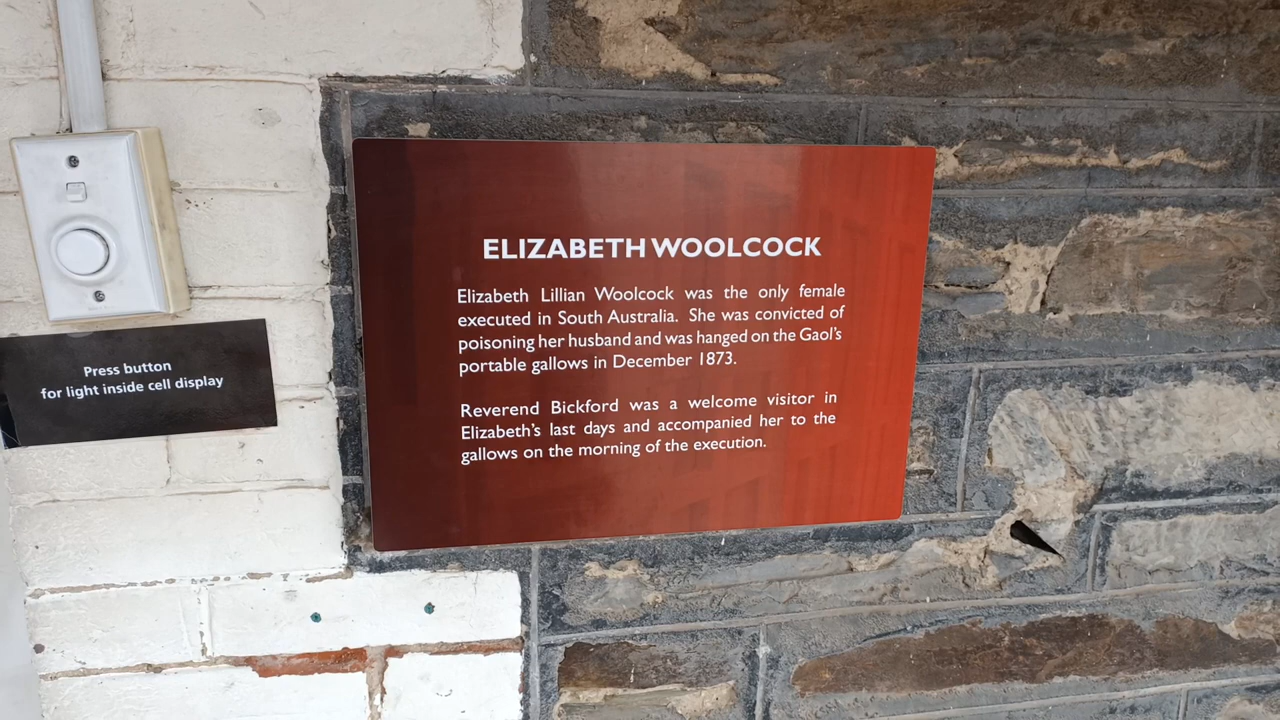 ELIZABETH WOOLCOCK
Elizabeth Lillian Woolcock was the only female
executed in South Australia. She was convicted of
poisoning her husband and was hanged on the Gaol's
portable gallows in December 1873.
Reverend Bickford was a welcome visitor in
Elizabeth's last days and accompanied her to the
gallows on the morning of the execution.
Press button
for light inside cell display